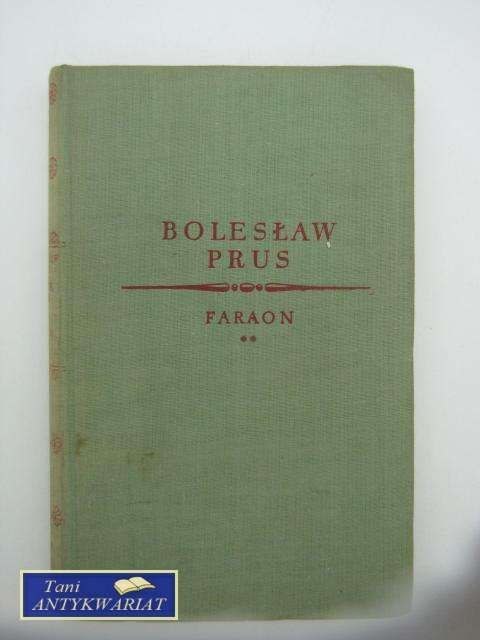 BOLESŁAW
PRUS
FARAON
Tani
ANTYKWARIAT